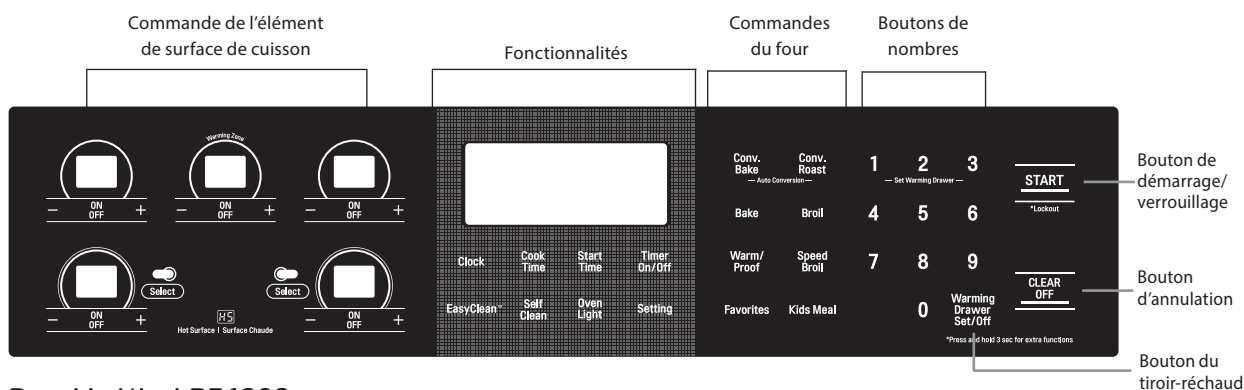 Commande de l'élément
de surface de cuisson
Fonctionnalités
Commandes
du four
Boutons de
nombres
Warming Zone
ON
OFF
− +
ON
OFF
− +
ON
OFF
− +
Select
Select
ON
OFF
− +
ON
OFF
− +
HS
Hot Surface | Surface Chaude
Clock
Cook
Time
Start
Time
Timer
On/Off
EasyClean™
Self
Clean
Oven
Light
Setting
Conv.
Bake
Conv.
Roast
Auto Conversion
Bake
Broil
Warm/
Proof
Speed
Broil
Favorites
Kids Meal
1 2 3
Set Warming Drawer
4 5 6
7 8 9
0
Warming
Drawer
Set/Off
*Press and hold 3 sec for extra functions
START
*Lockout
CLEAR
OFF
Bouton de
démarrage/
verrouillage
Bouton
d'annulation
Bouton du
tiroir-réchaud